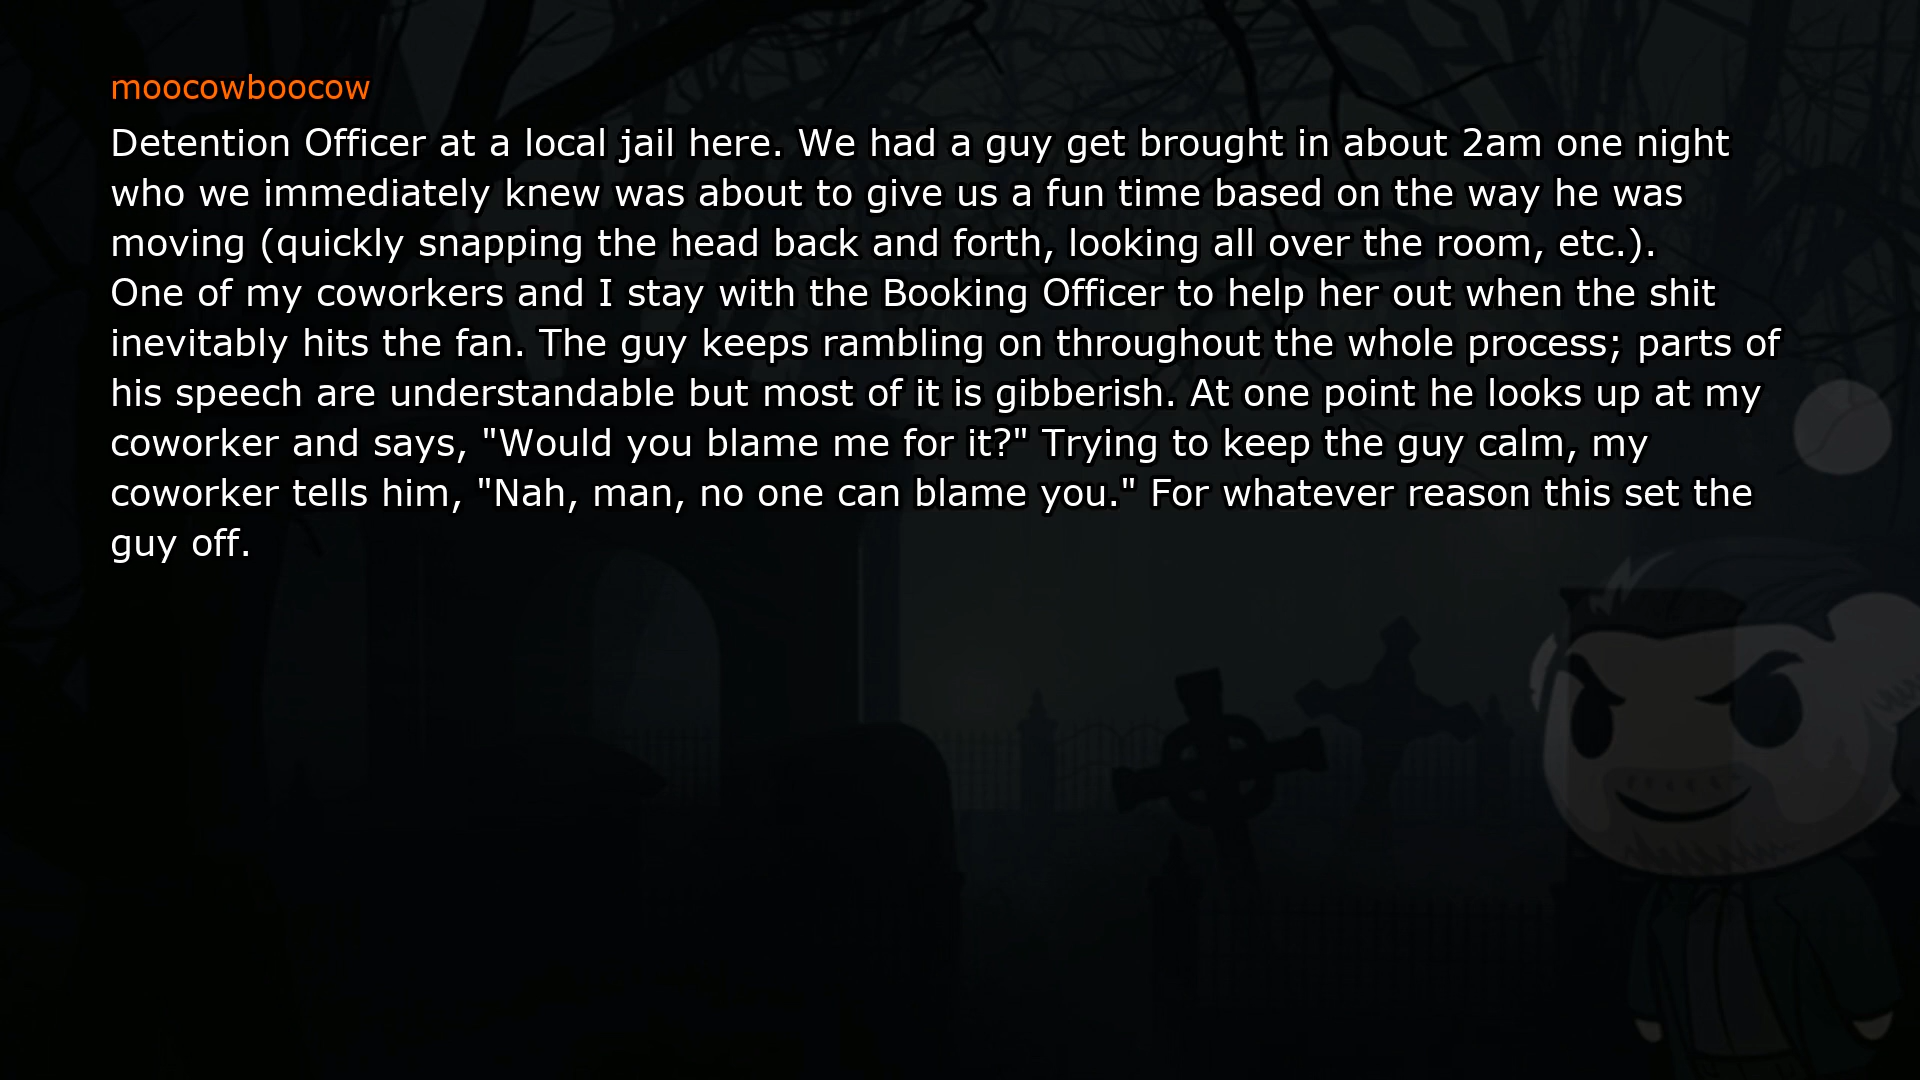 moocowboocow
Detention Officer at a local jail here. We had a guy get brought in about 2am one night
who we immediately knew was about to give us a fun time based on the way he was
moving (quickly snapping the head back and forth, looking all over the room, etc.).
One of my coworkers and I stay with the Booking Officer to help her out when the shit
inevitably hits the fan. The guy keeps rambling on throughout the whole process; parts of
his speech are understandable but most of it is gibberish. At one point he looks up at my
coworker and says, "Would you blame me for it?" Trying to keep the guy calm, my
coworker tells him, "Nah, man, no one can blame you." For whatever reason this set the
guy off.